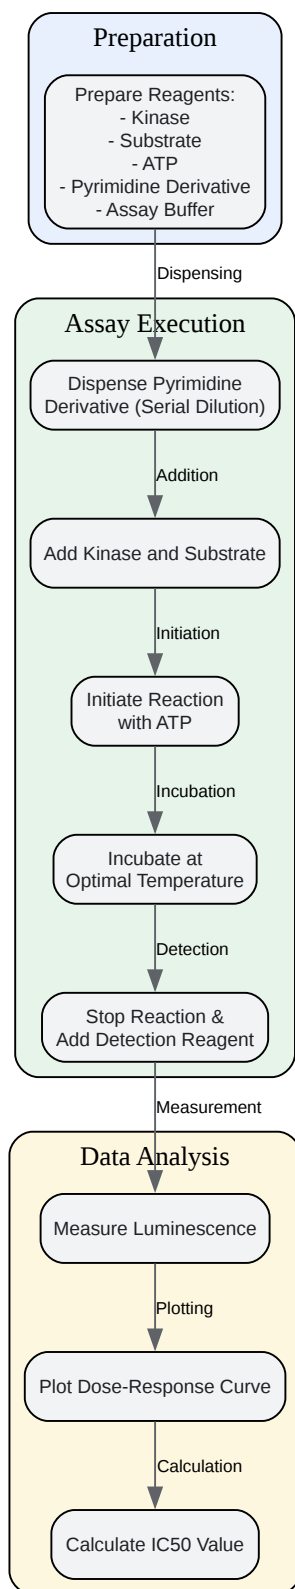 Preparation
Prepare Reagents:
- Kinase
- Substrate
- ATP
- Pyrimidine Derivative
- Assay Buffer
Dispensing
Assay Execution
Dispense Pyrimidine
Derivative (Serial Dilution)
Addition
Add Kinase and Substrate
Initiation
Initiate Reaction
with ATP
Incubation
Incubate at
Optimal Temperature
Detection
Stop Reaction &
Add Detection Reagent
Measurement
Data Analysis
Measure Luminescence
Plotting
Plot Dose-Response Curve
Calculation
Calculate IC50 Value